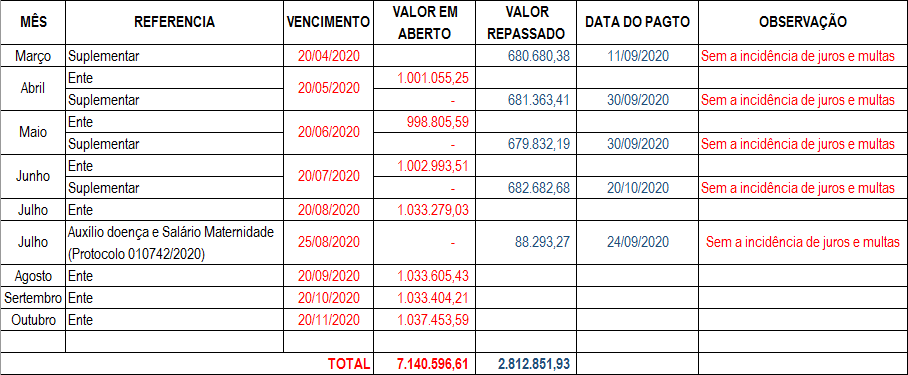 MÊS REFERENCIA VENCIMENTO VALOR EM ABERTO VALOR REPASSADO DATA DO PAGTO OBSERVAÇÃO
Março Suplementar 20/04/2020 680.680,38 11/09/2020 Sem a incidência de juros e multas
Abril Ente 20/05/2020 1.001.055,25
Suplementar - 681.363,41 30/09/2020 Sem a incidência de juros e multas
Maio Ente 20/06/2020 998.805,59
Suplementar - 679.832,19 30/09/2020 Sem a incidência de juros e multas
Junho Ente 20/07/2020 1.002.993,51
Suplementar - 682.682,68 20/10/2020 Sem a incidência de juros e multas
Julho Ente 20/08/2020 1.033.279,03
Julho Auxílio doença e Salário Maternidade
(Protocolo 010742/2020) 25/08/2020 - 88.293,27 24/09/2020 Sem a incidência de juros e multas
Agosto Ente 20/09/2020 1.033.605,43
Sertembro Ente 20/10/2020 1.033.404,21
Outubro Ente 20/11/2020 1.037.453,59
TOTAL 7.140.596,61 2.812.851,93